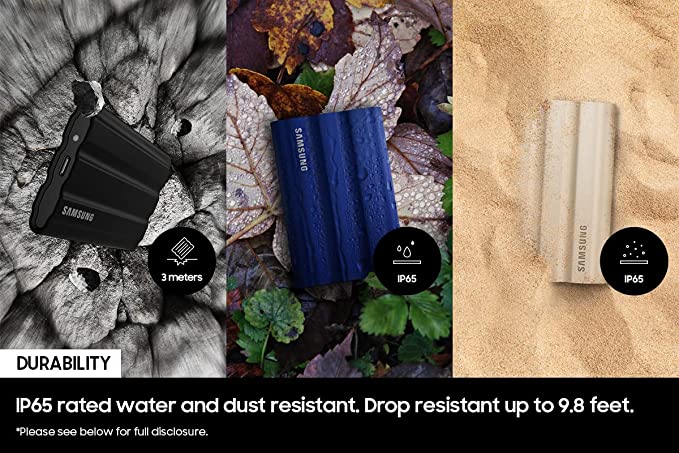 SAMSUNG
3 meters
SAMSUNG
IP65
SAMSUNG
IP65
DURABILITY
IP65 rated water and dust resistant. Drop resistant up to 9.8 feet.
*Please see below for full disclosure.